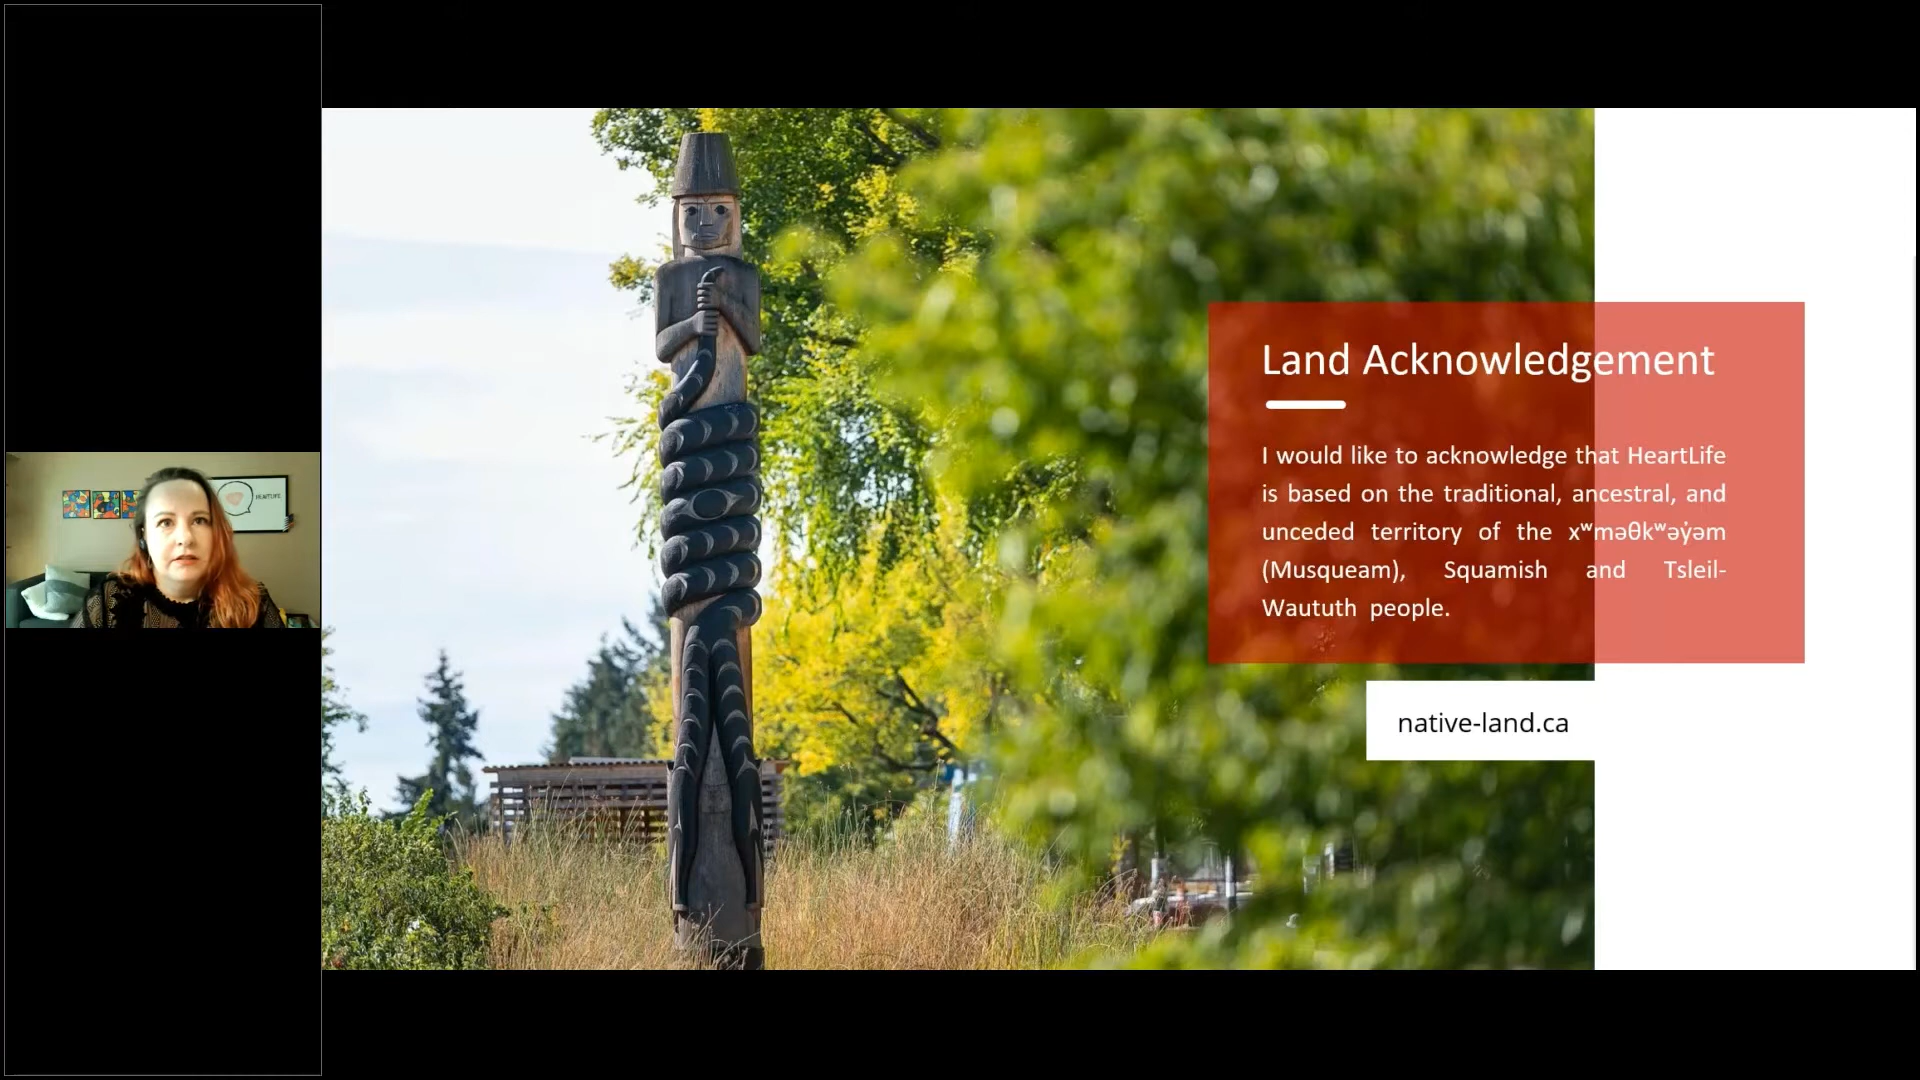 HEARTLIFE
Land Acknowledgement
I would like to acknowledge that HeartLife
is based on the traditional, ancestral, and
unceded territory of the xʷməθkʷəy̓əm
(Musqueam), Squamish and Tsleil-
Waututh people.
native-land.ca